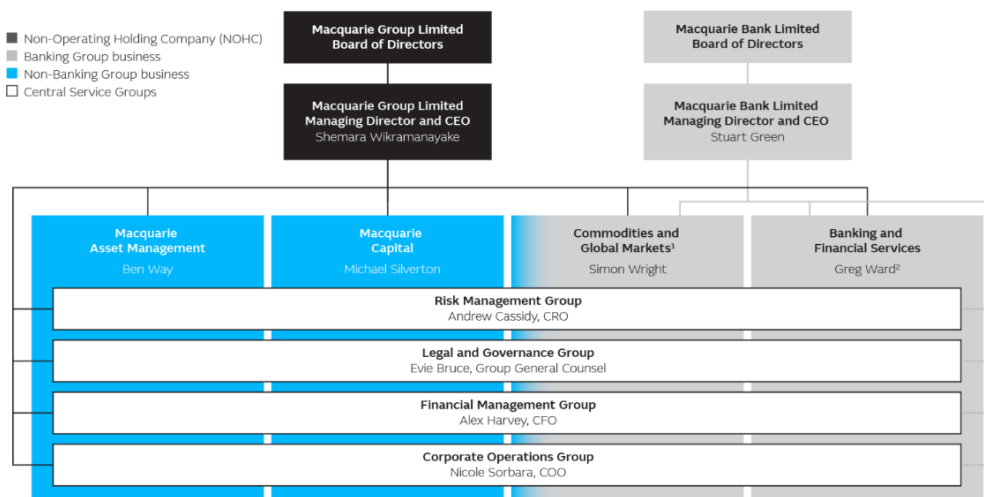 Non-Operating Holding Company (NOHC)
Banking Group business
Non-Banking Group business
Central Service Groups
Macquarie Group Limited
Board of Directors
Macquarie Bank Limited
Board of Directors
Macquarie Group Limited
Managing Director and CEO
Shemara Wikramanayake
Macquarie Bank Limited
Managing Director and CEO
Stuart Green
Macquarie
Asset Management
Ben Way
Macquarie
Capital
Michael Silverton
Commodities and
Global Markets¹
Simon Wright
Banking and
Financial Services
Greg Ward²
Risk Management Group
Andrew Cassidy, CRO
Legal and Governance Group
Evie Bruce, Group General Counsel
Financial Management Group
Alex Harvey, CFO
Corporate Operations Group
Nicole Sorbara, COO